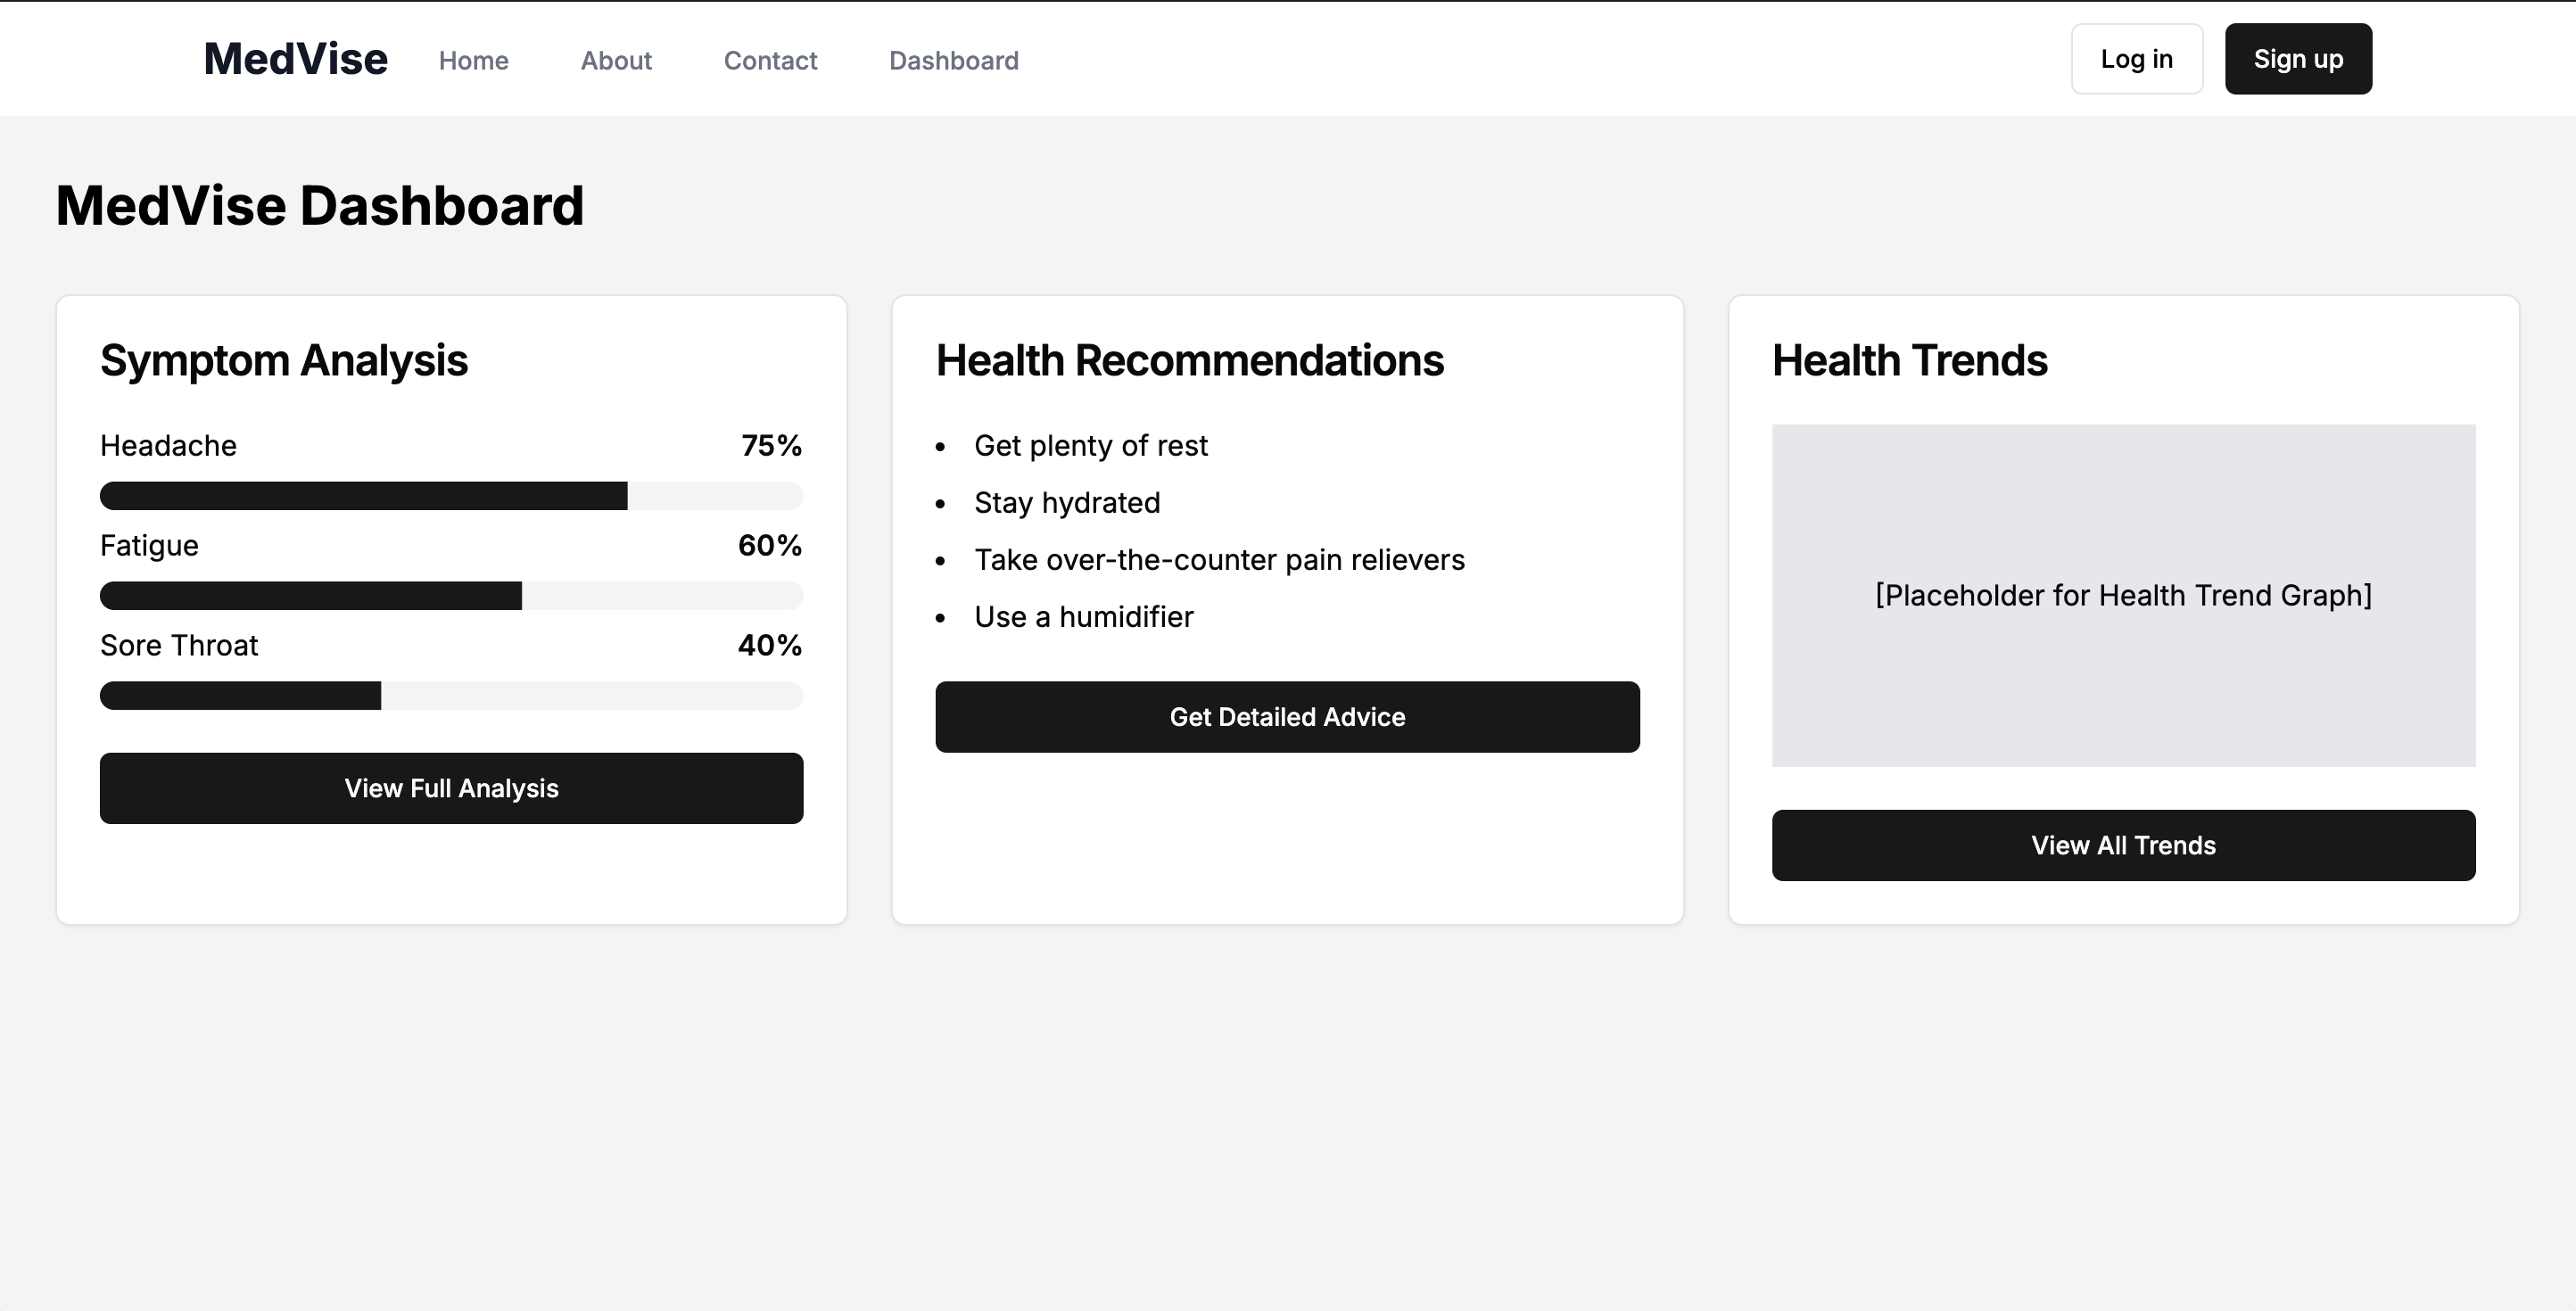 MedVise Home About Contact Dashboard Log in Sign up
MedVise Dashboard
Symptom Analysis
Headache 75%
Fatigue 60%
Sore Throat 40%
View Full Analysis
Health Recommendations
• Get plenty of rest
• Stay hydrated
• Take over-the-counter pain relievers
• Use a humidifier
Get Detailed Advice
Health Trends
[Placeholder for Health Trend Graph]
View All Trends